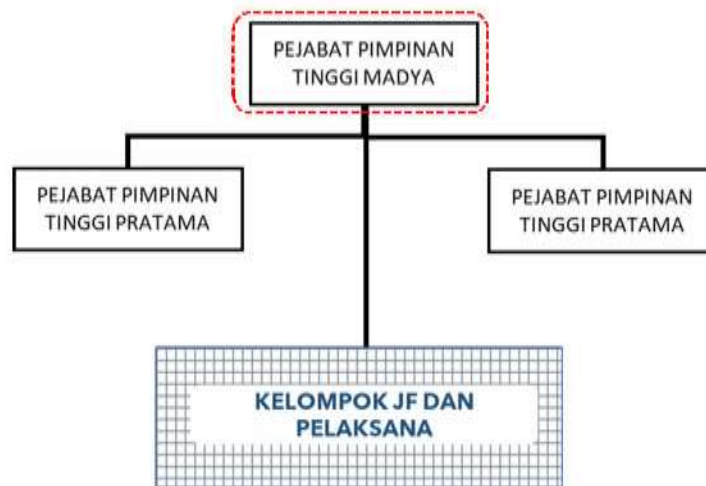 PEJABAT PIMPINAN
TINGGI MADYA
PEJABAT PIMPINAN
TINGGI PRATAMA
PEJABAT PIMPINAN
TINGGI PRATAMA
KELOMPOK JF DAN
PELAKSANA